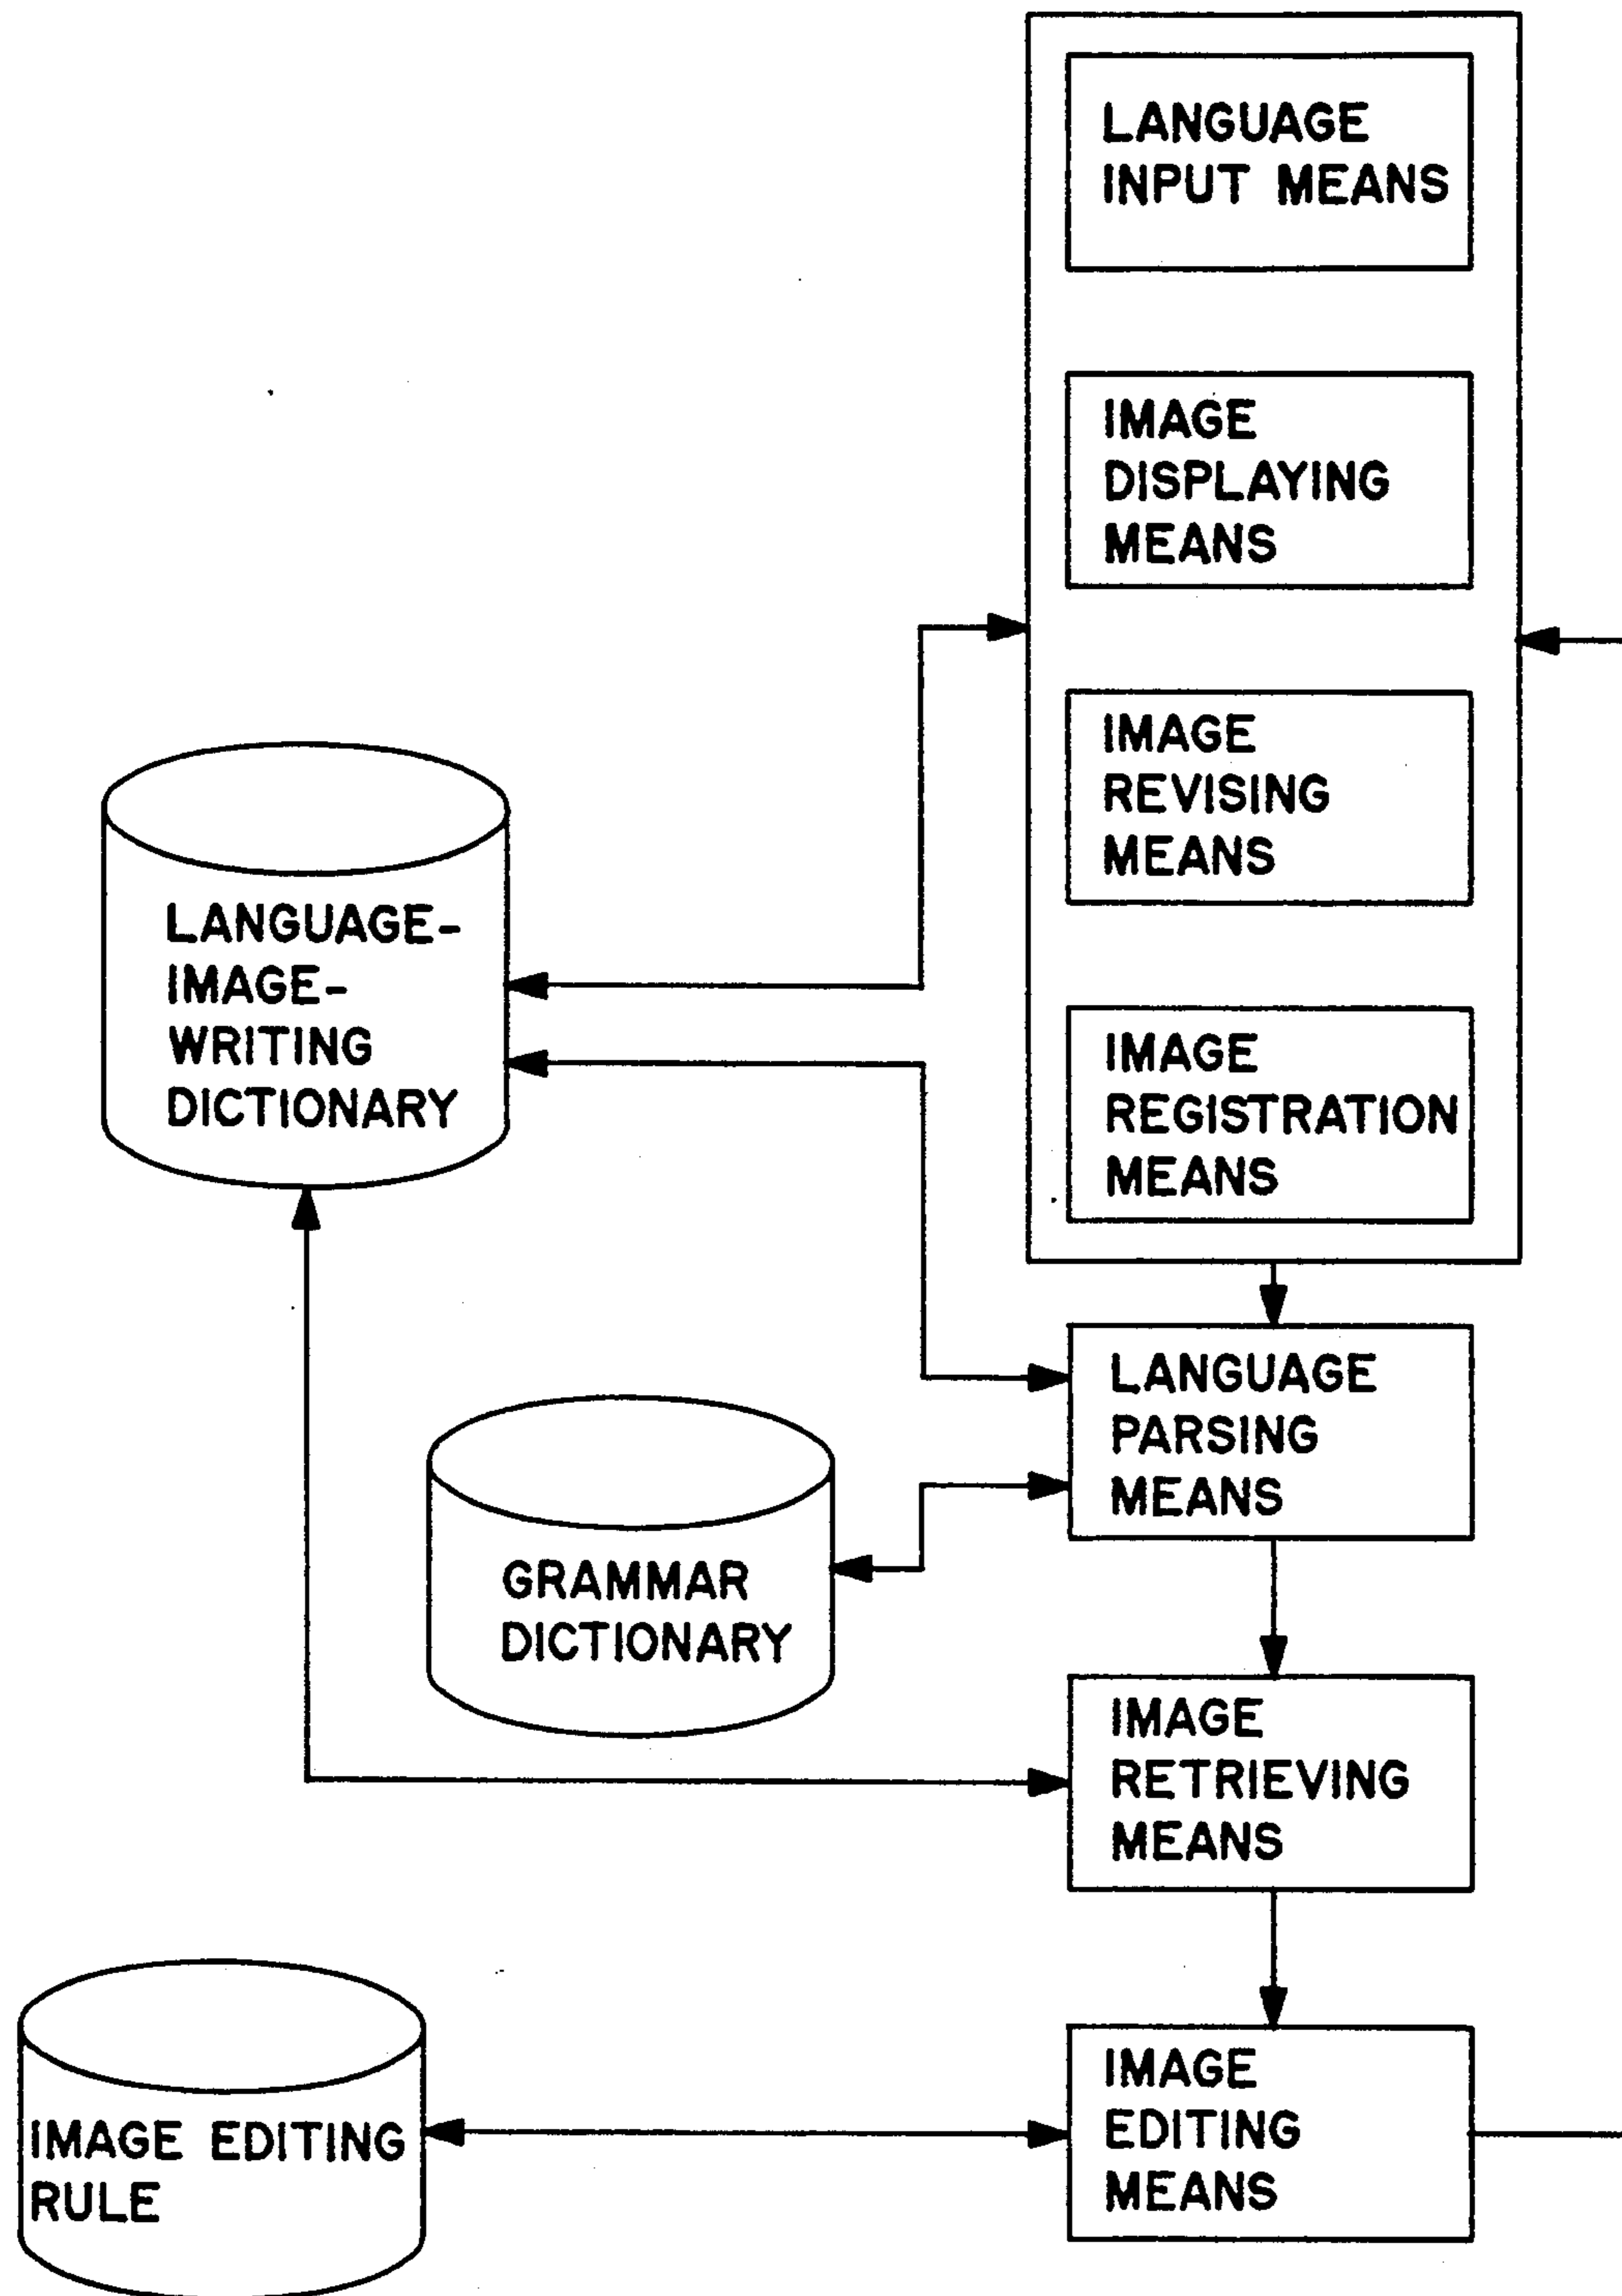 LANGUAGE
INPUT MEANS
IMAGE
DISPLAYING
MEANS
IMAGE
REVISING
MEANS
LANGUAGE-
IMAGE-
WRITING
DICTIONARY
IMAGE
REGISTRATION
MEANS
LANGUAGE
PARSING
MEANS
GRAMMAR
DICTIONARY
IMAGE
RETRIEVING
MEANS
IMAGE EDITING
RULE
IMAGE
EDITING
MEANS